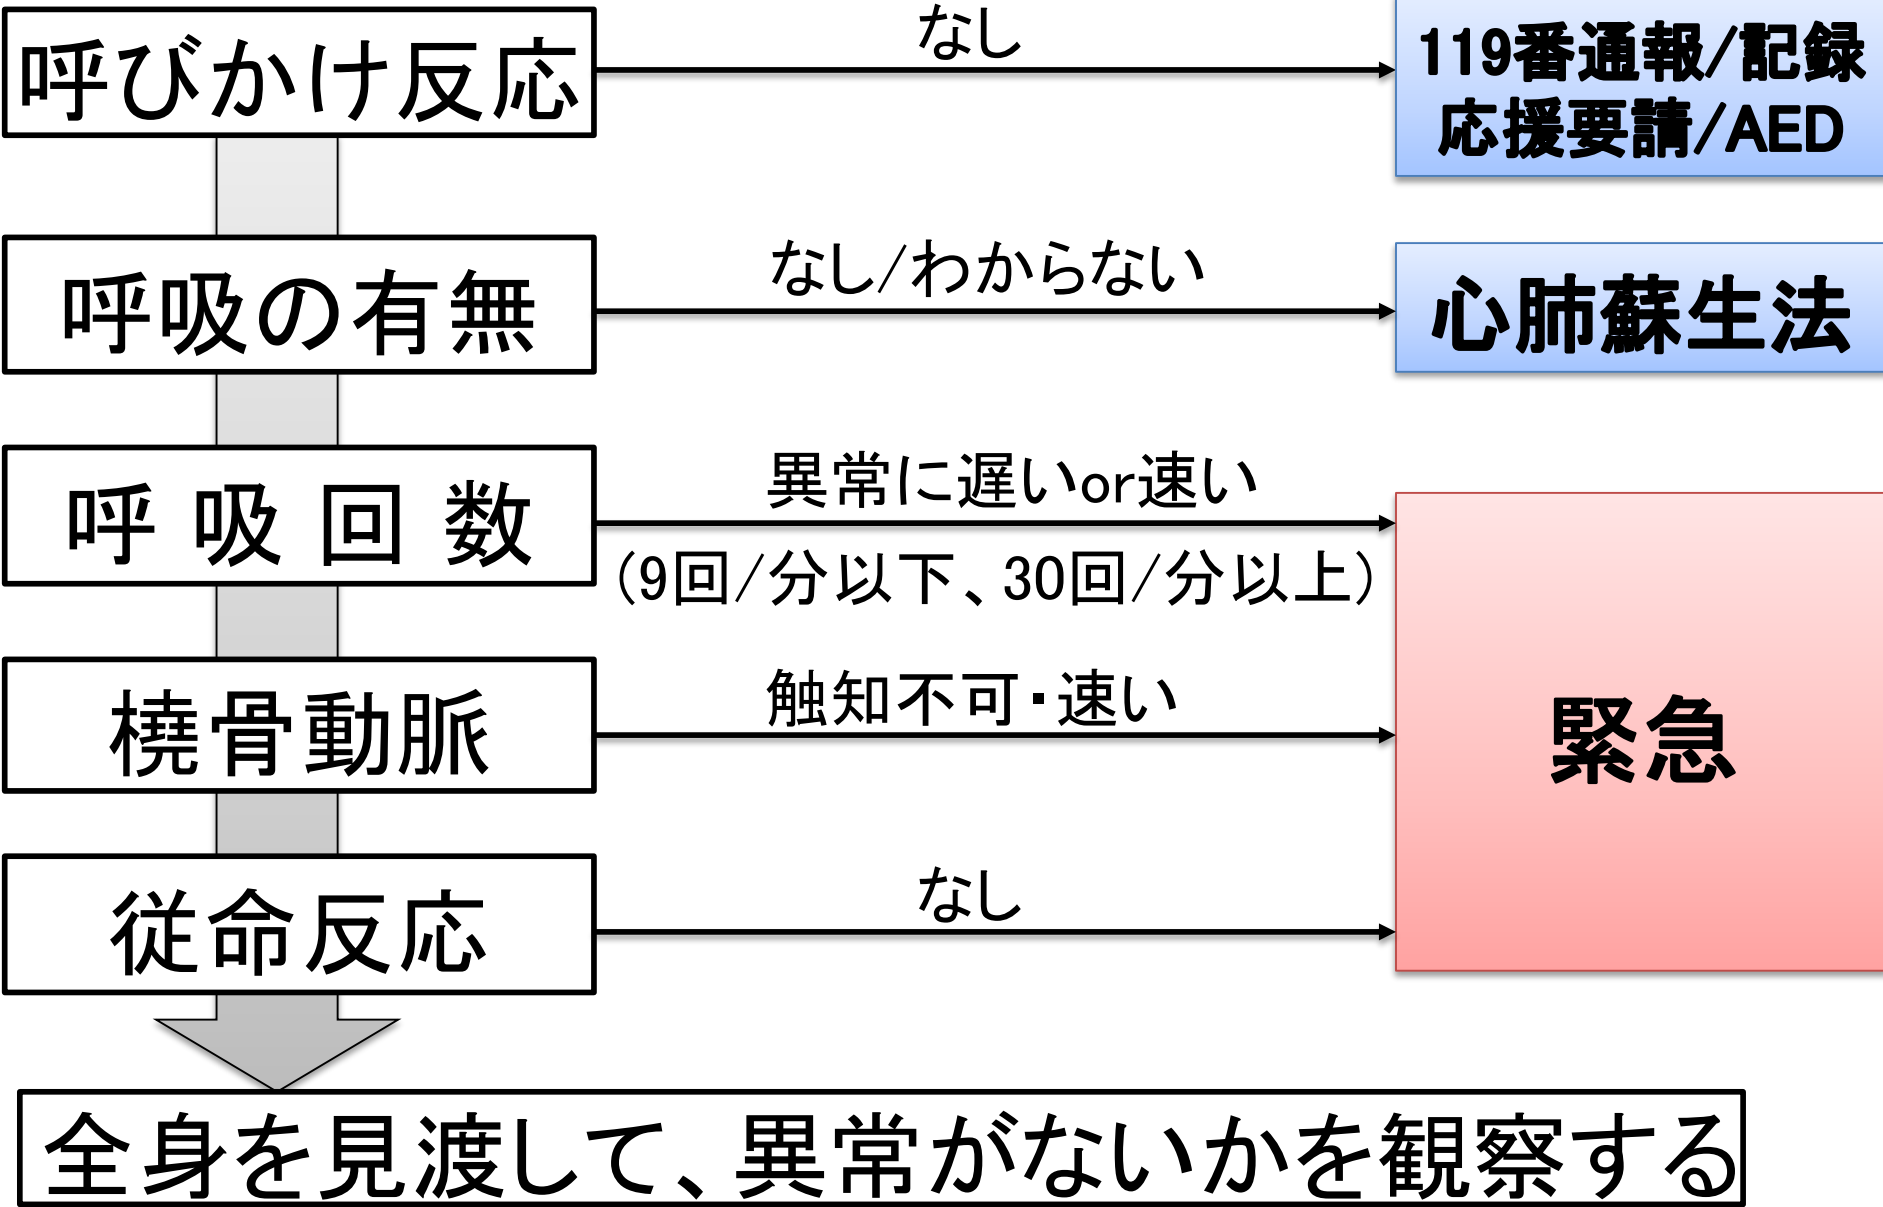 呼びかけ反応
なし
119番通報/記録
応援要請/AED
呼吸の有無
なし/わからない
心肺蘇生法
呼吸回数
異常に遅いor速い
(9回/分以下、30回/分以上)
橈骨動脈
触知不可・速い
緊急
従命反応
なし
全身を見渡して、異常がないかを観察する